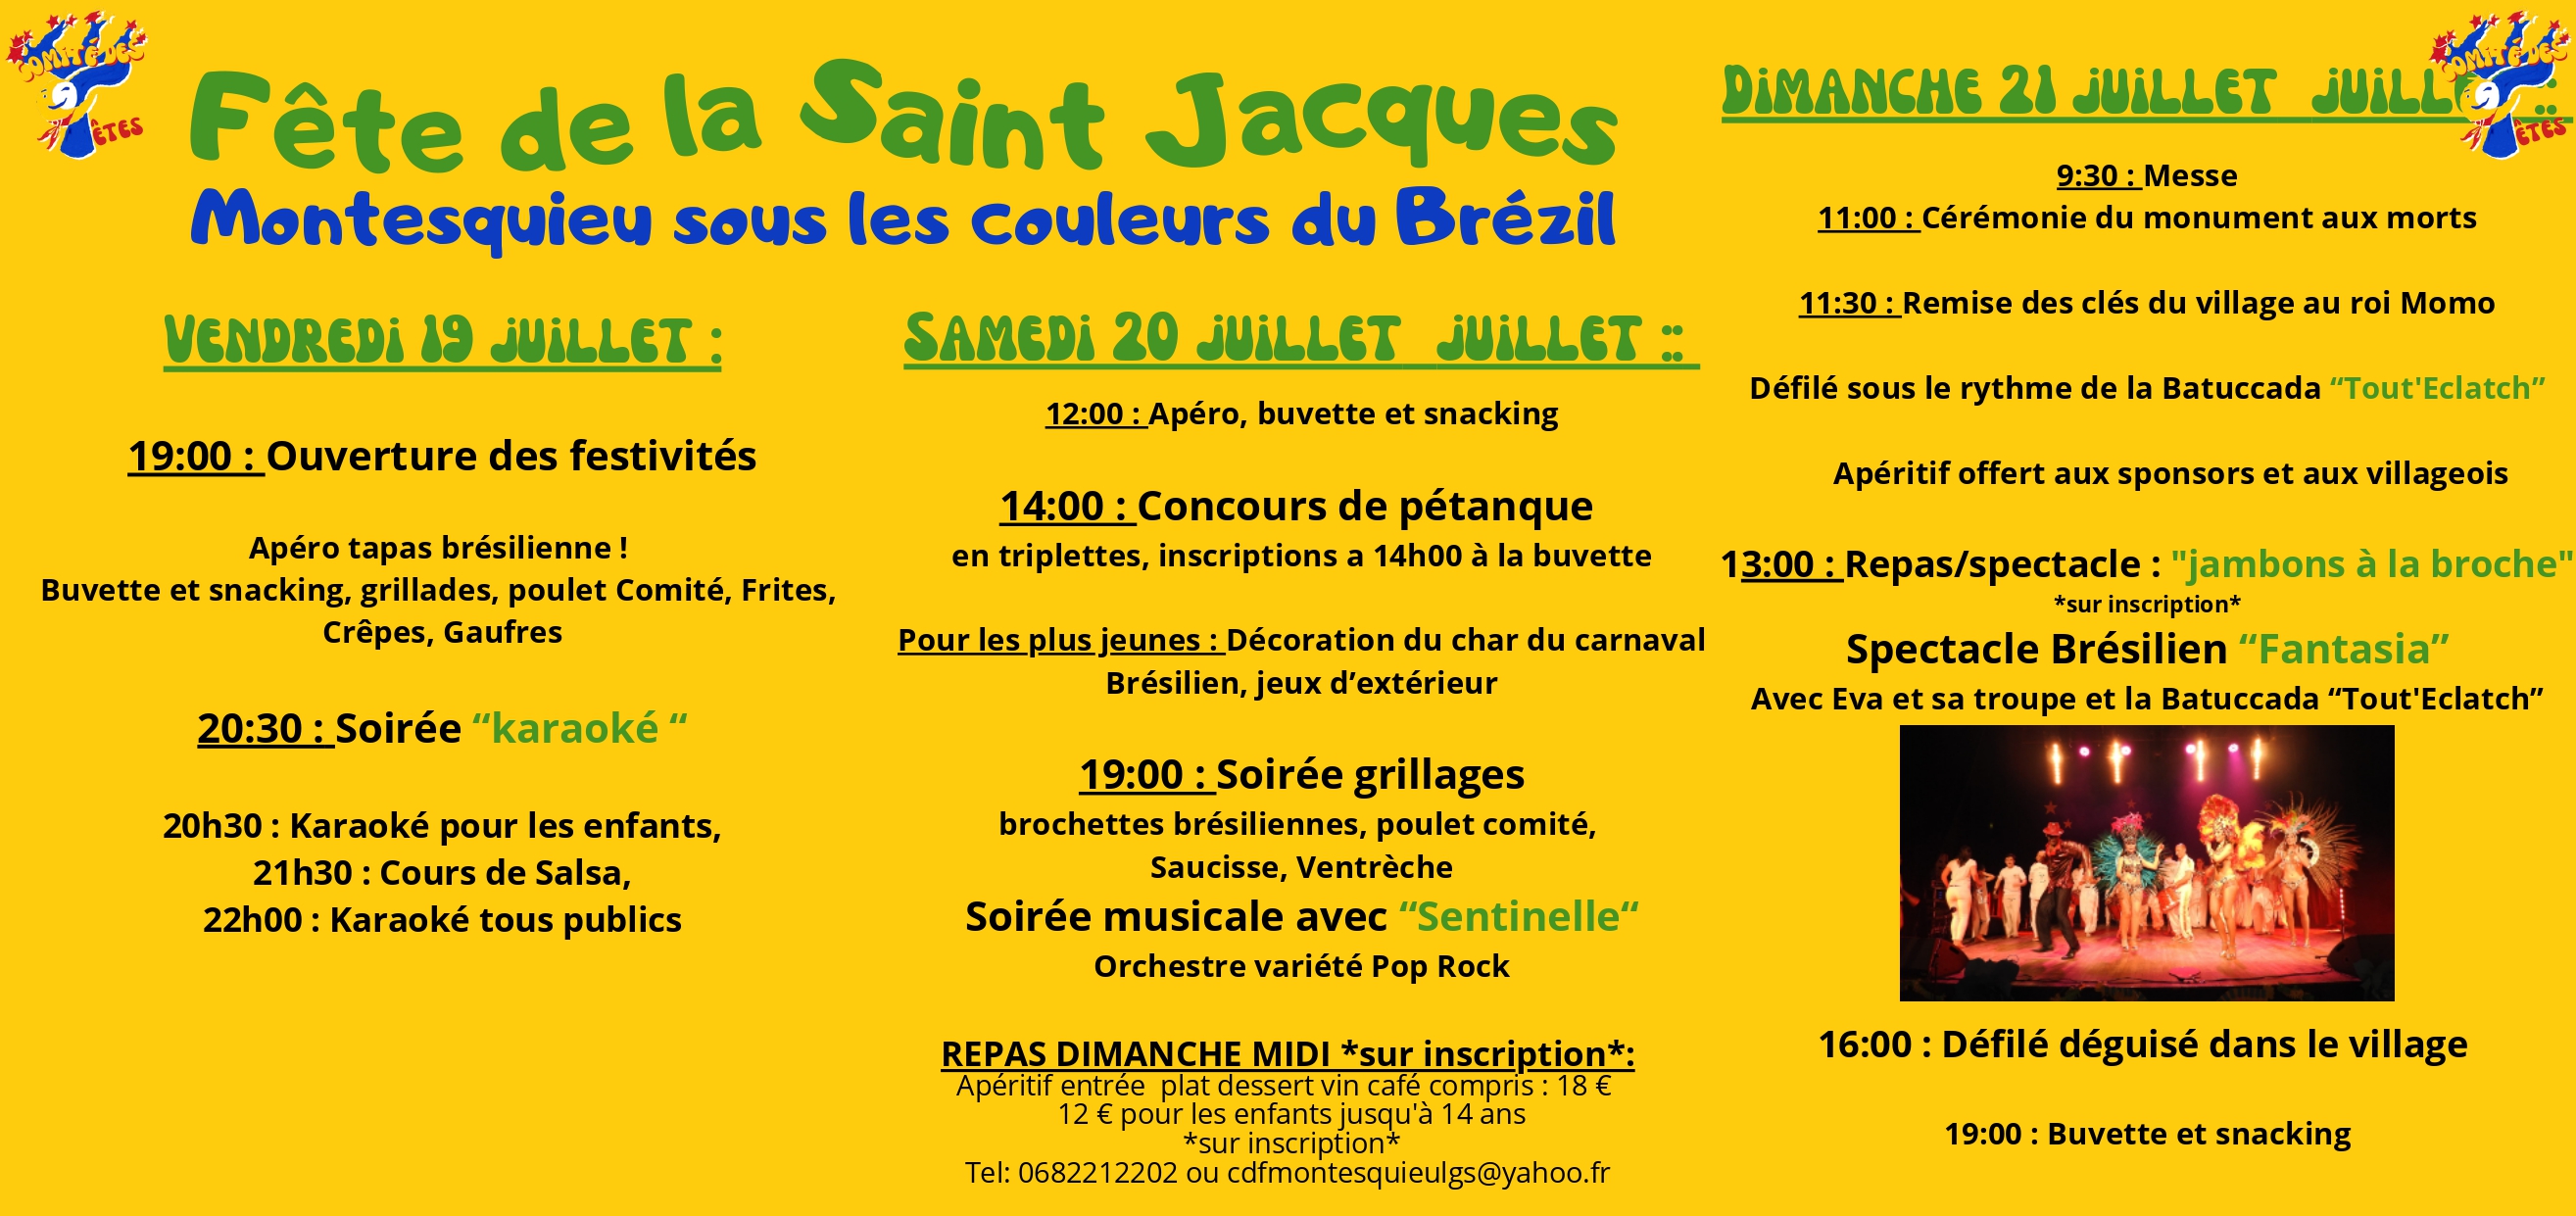 COMITÉ DES
FÊTES
Fête de la Saint Jacques
Montesquieu sous les couleurs du Brézil
VENDREDI 19 JUILLET :
19:00 : Ouverture des festivités
Apéro tapas brésilienne !
Buvette et snacking, grillades, poulet Comité, Frites,
Crêpes, Gaufres
20:30 : Soirée “karaoké “
20h30 : Karaoké pour les enfants,
21h30 : Cours de Salsa,
22h00 : Karaoké tous publics
SAMEDI 20 JUILLET JUILLET ::
12:00 : Apéro, buvette et snacking
14:00 : Concours de pétanque
en triplettes, inscriptions a 14h00 à la buvette
Pour les plus jeunes : Décoration du char du carnaval
Brésilien, jeux d’extérieur
19:00 : Soirée grillages
brochettes brésiliennes, poulet comité,
Saucisse, Ventrèche
Soirée musicale avec “Sentinelle“
Orchestre variété Pop Rock
REPAS DIMANCHE MIDI *sur inscription*:
Apéritif entrée plat dessert vin café compris : 18 €
12 € pour les enfants jusqu'à 14 ans
*sur inscription*
Tel: 0682212202 ou cdfmontesquieulgs@yahoo.fr
DIMANCHE 21 JUILLET JUILL ::
COMITÉ DES
FÊTES
9:30 : Messe
11:00 : Cérémonie du monument aux morts
11:30 : Remise des clés du village au roi Momo
Défilé sous le rythme de la Batuccada “Tout'Eclatch”
Apéritif offert aux sponsors et aux villageois
13:00 : Repas/spectacle : "jambons à la broche"
*sur inscription*
Spectacle Brésilien “Fantasia”
Avec Eva et sa troupe et la Batuccada “Tout'Eclatch”
16:00 : Défilé déguisé dans le village
19:00 : Buvette et snacking